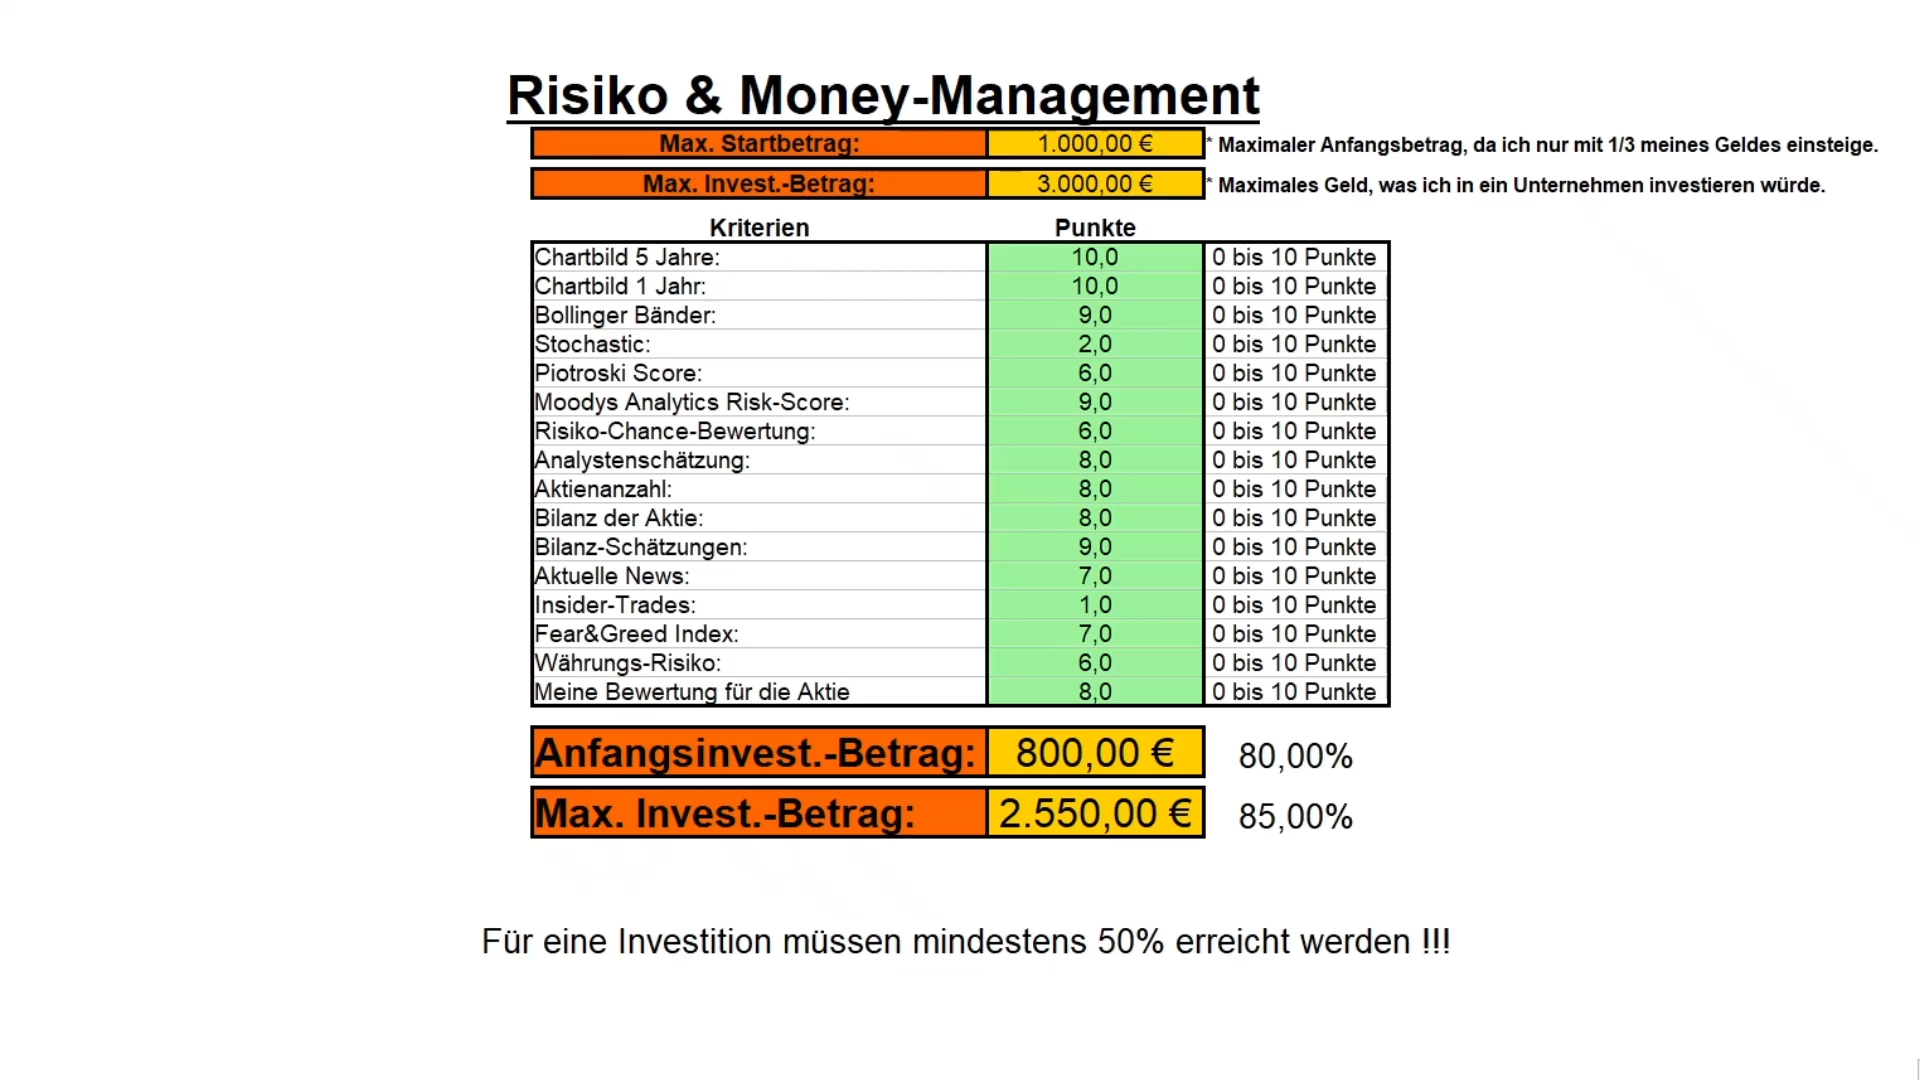 Risiko & Money-Management
Max. Startbetrag: 1.000,00 € * Maximaler Anfangsbetrag, da ich nur mit 1/3 meines Geldes einsteige.
Max. Invest.-Betrag: 3.000,00 € * Maximales Geld, was ich in ein Unternehmen investieren würde.
Kriterien Punkte
Chartbild 5 Jahre: 10,0 0 bis 10 Punkte
Chartbild 1 Jahr: 10,0 0 bis 10 Punkte
Bollinger Bänder: 9,0 0 bis 10 Punkte
Stochastic: 2,0 0 bis 10 Punkte
Piotroski Score: 6,0 0 bis 10 Punkte
Moodys Analytics Risk-Score: 9,0 0 bis 10 Punkte
Risiko-Chance-Bewertung: 6,0 0 bis 10 Punkte
Analystenschätzung: 8,0 0 bis 10 Punkte
Aktienanzahl: 8,0 0 bis 10 Punkte
Bilanz der Aktie: 8,0 0 bis 10 Punkte
Bilanz-Schätzungen: 9,0 0 bis 10 Punkte
Aktuelle News: 7,0 0 bis 10 Punkte
Insider-Trades: 1,0 0 bis 10 Punkte
Fear&Greed Index: 7,0 0 bis 10 Punkte
Währungs-Risiko: 6,0 0 bis 10 Punkte
Meine Bewertung für die Aktie 8,0 0 bis 10 Punkte
Anfangsinvest.-Betrag: 800,00 € 80,00%
Max. Invest.-Betrag: 2.550,00 € 85,00%
Für eine Investition müssen mindestens 50% erreicht werden !!!